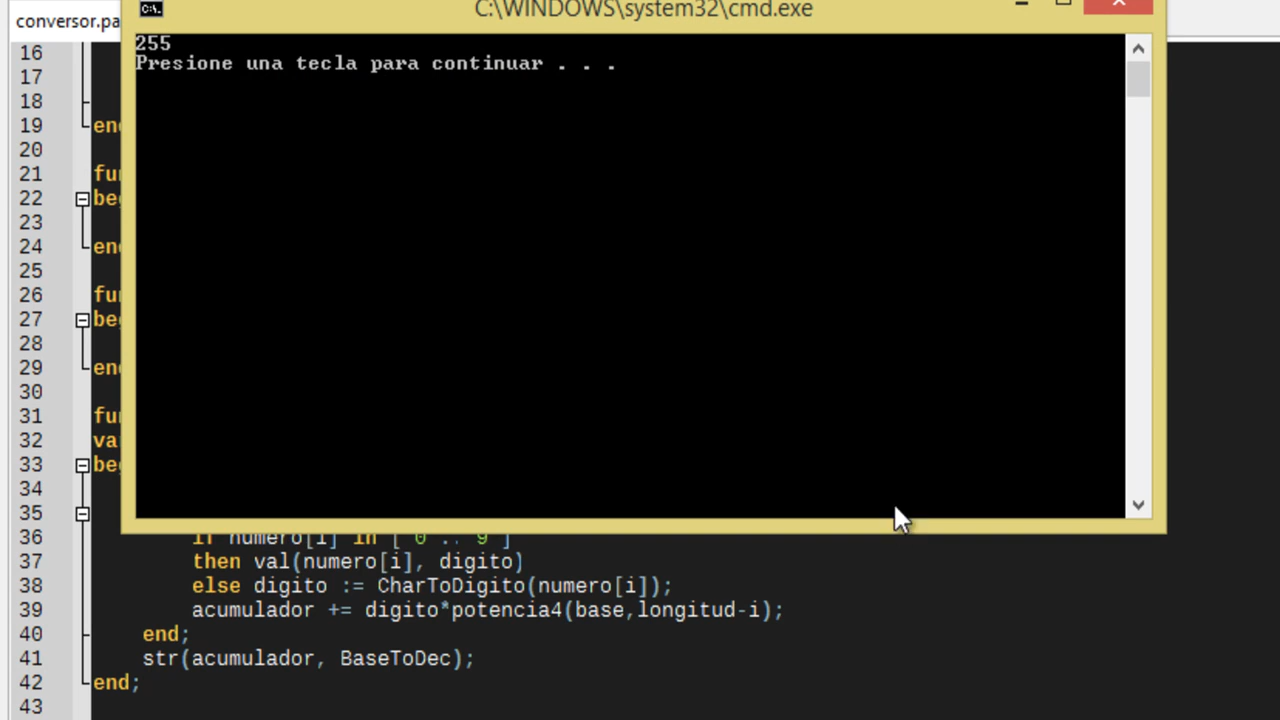 C:\WINDOWS\system32\cmd.exe
conversor.pa
255
Presione una tecla para continuar . . .
16
17
18
19 en
20
21 fu
22 be
23
24 en
25
26 fu
27 be
28
29 en
30
31 fu
32 va
33 be
34
35
36 if numero[i] in ['0'..'9']
37 then val(numero[i], digito)
38 else digito := CharToDigito(numero[i]);
39 acumulador += digito*potencia4(base,longitud-i);
40 end;
41 str(acumulador, BaseToDec);
42 end;
43